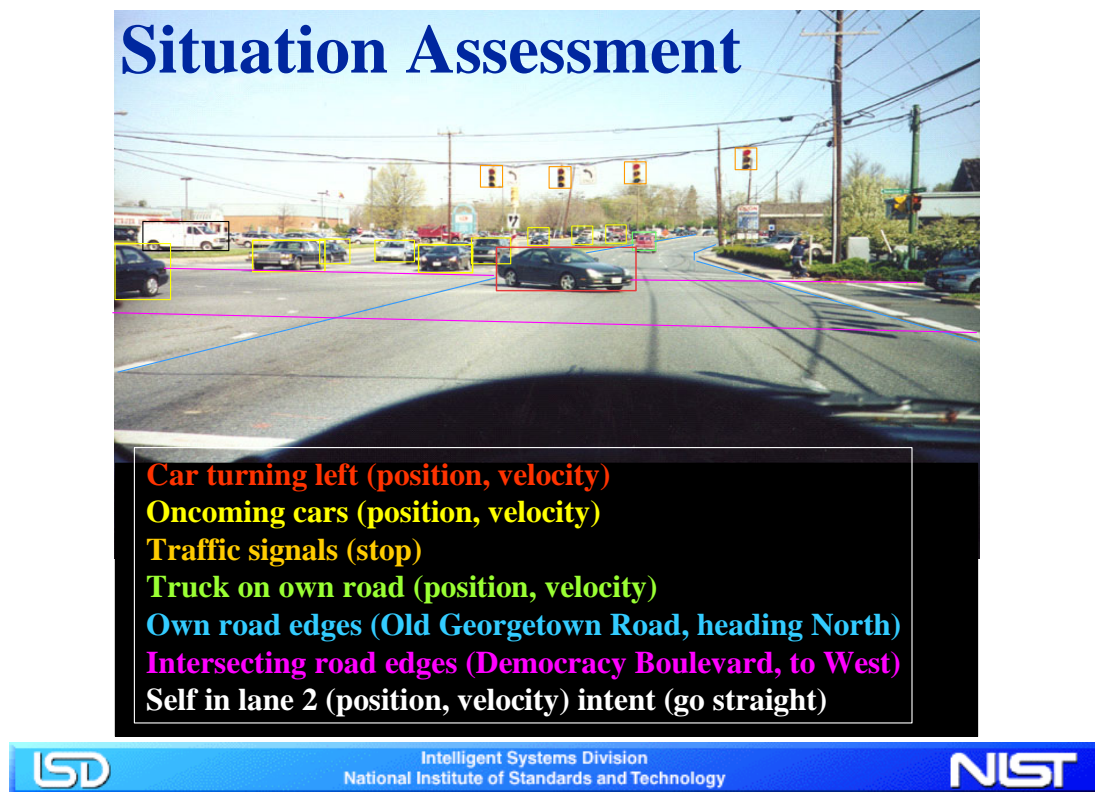 Situation Assessment
Car turning left (position, velocity)
Oncoming cars (position, velocity)
Traffic signals (stop)
Truck on own road (position, velocity)
Own road edges (Old Georgetown Road, heading North)
Intersecting road edges (Democracy Boulevard, to West)
Self in lane 2 (position, velocity) intent (go straight)
ISD
Intelligent Systems Division
National Institute of Standards and Technology
NIST